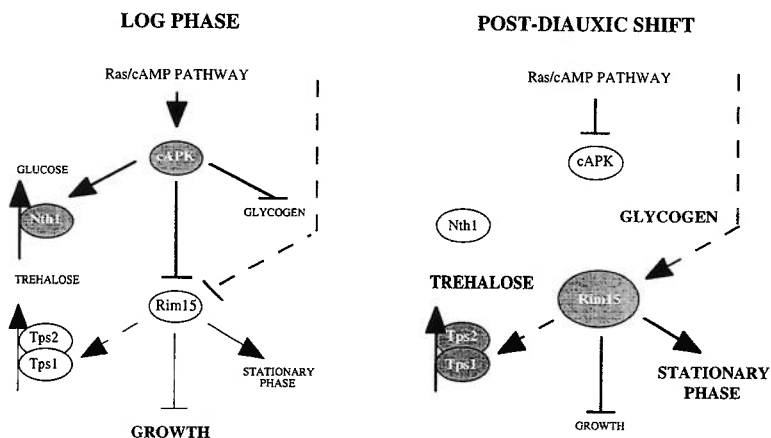 LOG PHASE
Ras/cAMP PATHWAY
cAPK
GLUCOSE
Nth1
GLYCOGEN
TREHALOSE
Rim15
Tps2
Tps1
STATIONARY
PHASE
GROWTH
POST-DIAUXIC SHIFT
Ras/cAMP PATHWAY
cAPK
Nth1
GLYCOGEN
TREHALOSE
Rim15
Tps2
Tps1
STATIONARY
PHASE
GROWTH